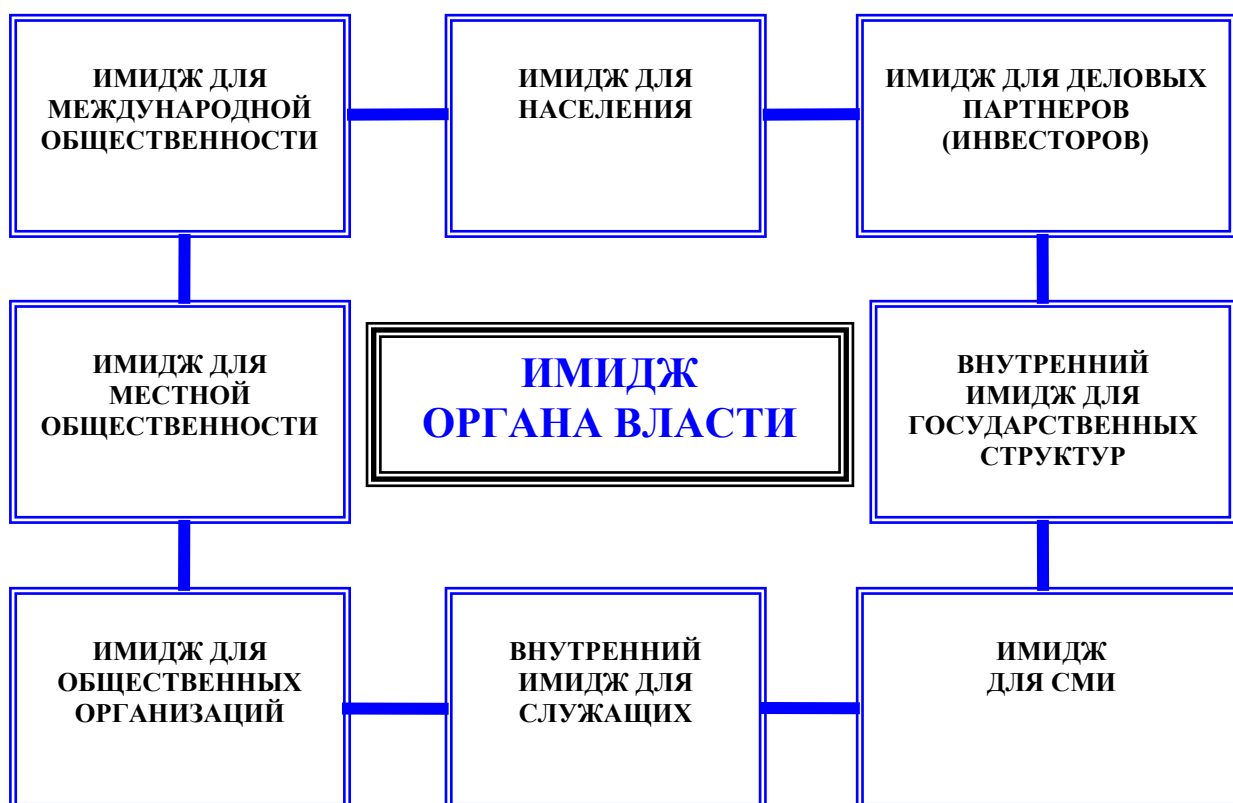 ИМИДЖ ДЛЯ
МЕЖДУНАРОДНОЙ
ОБЩЕСТВЕННОСТИ
ИМИДЖ ДЛЯ
НАСЕЛЕНИЯ
ИМИДЖ ДЛЯ ДЕЛОВЫХ
ПАРТНЕРОВ
(ИНВЕСТОРОВ)
ИМИДЖ ДЛЯ
МЕСТНОЙ
ОБЩЕСТВЕННОСТИ
ИМИДЖ
ОРГАНА ВЛАСТИ
ВНУТРЕННИЙ
ИМИДЖ ДЛЯ
ГОСУДАРСТВЕННЫХ
СТРУКТУР
ИМИДЖ ДЛЯ
ОБЩЕСТВЕННЫХ
ОРГАНИЗАЦИЙ
ВНУТРЕННИЙ
ИМИДЖ ДЛЯ
СЛУЖАЩИХ
ИМИДЖ
ДЛЯ СМИ